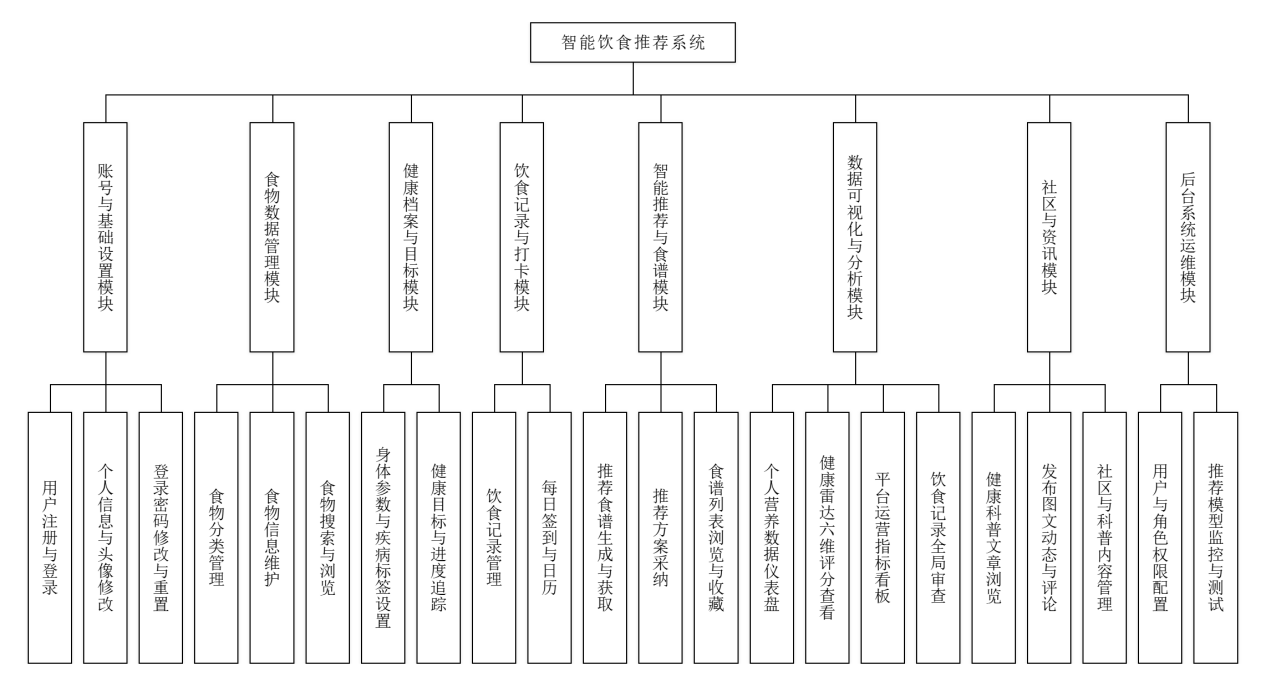 智能饮食推荐系统
账号与基础设置模块
食物数据管理模块
健康档案与目标模块
饮食记录与打卡模块
智能推荐与食谱模块
数据可视化与分析模块
社区与资讯模块
后台系统运维模块
用户注册与登录
个人信息与头像修改
登录密码修改与重置
食物分类管理
食物信息维护
食物搜索与浏览
身体参数与疾病标签设置
健康目标与进度追踪
饮食记录管理
每日签到与日历
推荐食谱生成与获取
推荐方案采纳
食谱列表浏览与收藏
个人营养数据仪表盘
健康雷达六维评分查看
平台运营指标看板
饮食记录全局审查
健康科普文章浏览
发布图文动态与评论
社区与科普内容管理
用户与角色权限配置
推荐模型监控与测试